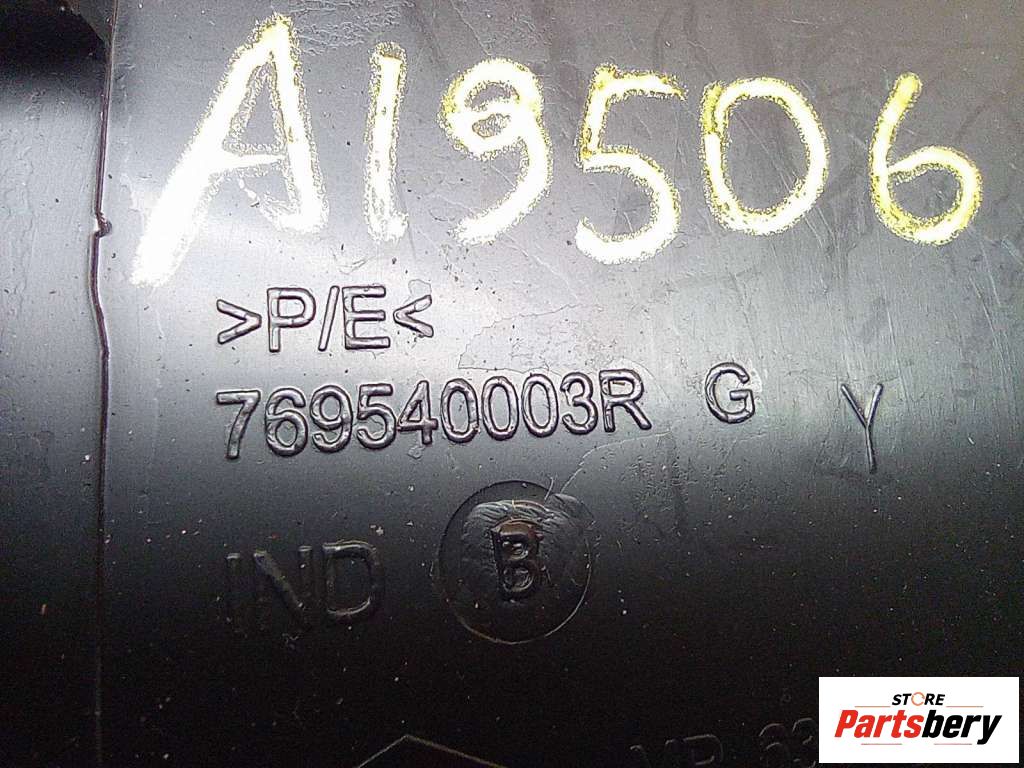 A19506
>P/E<
769540003R G Y
IND B
STORE
Partsbery